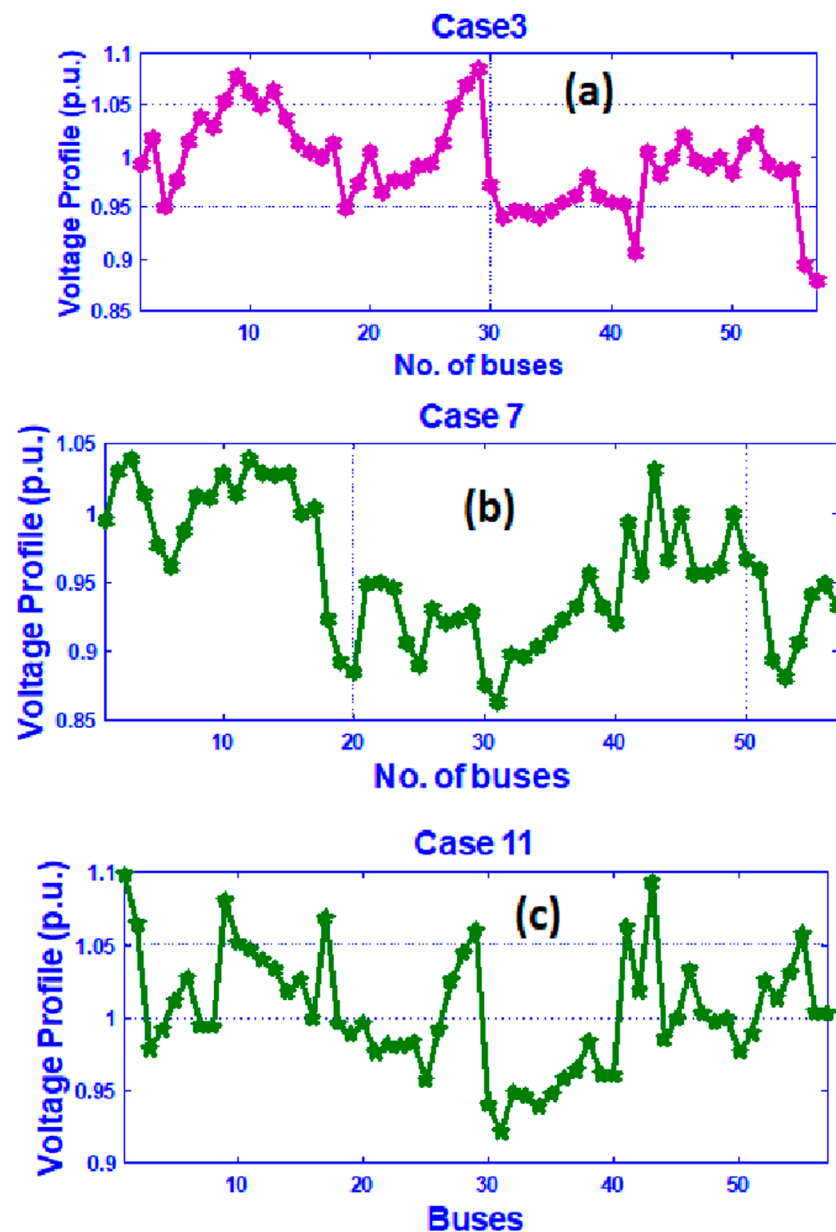 Case3
Voltage Profile (p.u.)
1.1
1.05
1
0.95
0.9
0.85
(a)
10 20 30 40 50
No. of buses
Case 7
Voltage Profile (p.u.)
1.05
1
0.95
0.9
0.85
(b)
10 20 30 40 50
No. of buses
Case 11
Voltage Profile (p.u.)
1.1
1.05
1
0.95
0.9
(c)
10 20 30 40 50
Buses